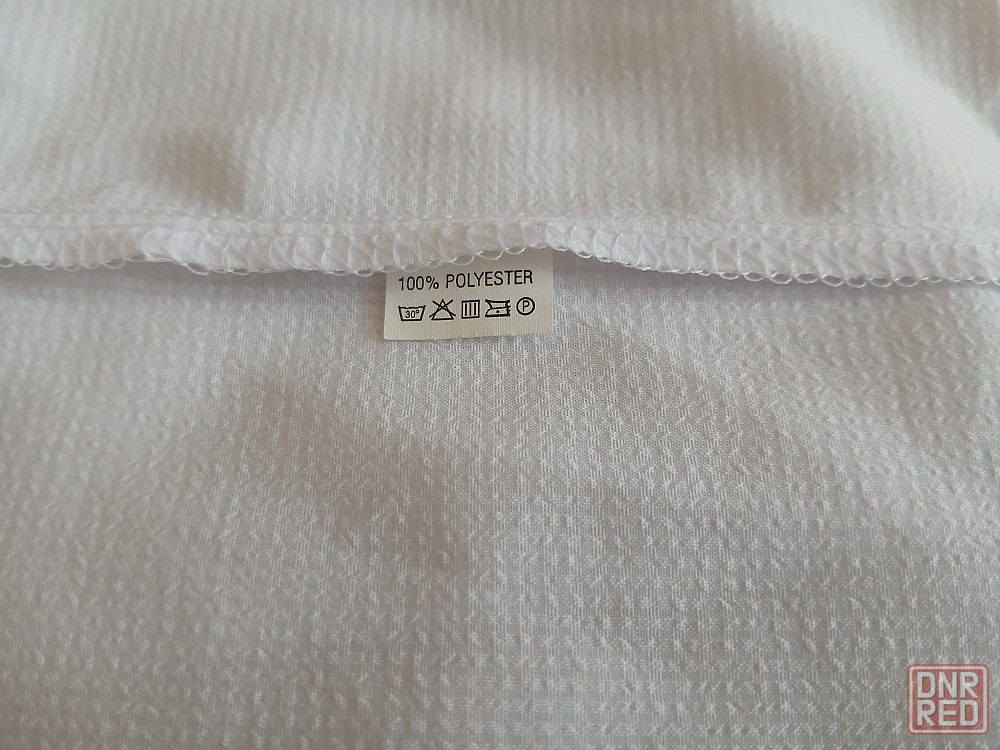 100% POLYESTER
30°
P
DNR
RED